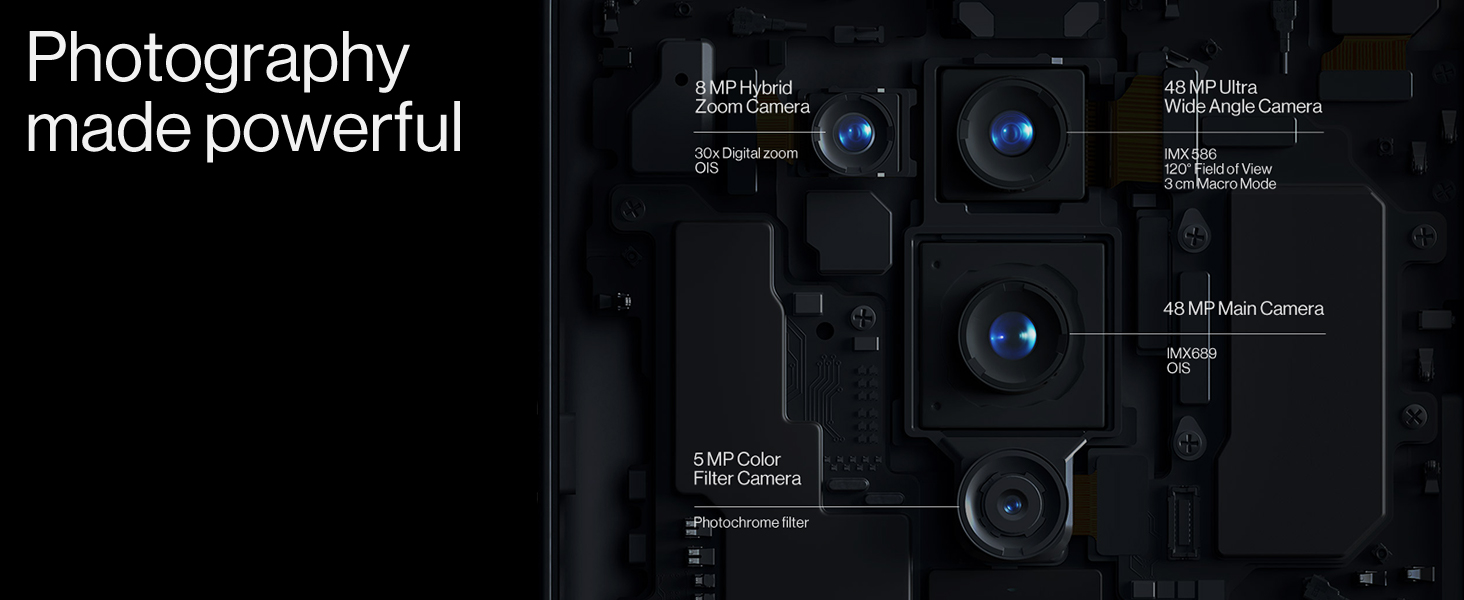 Photography
made powerful
8 MP Hybrid
Zoom Camera
30x Digital zoom
OIS
48 MP Ultra
Wide Angle Camera
IMX 586
120° Field of View
3 cm Macro Mode
48 MP Main Camera
IMX689
OIS
5 MP Color
Filter Camera
Photochrome filter